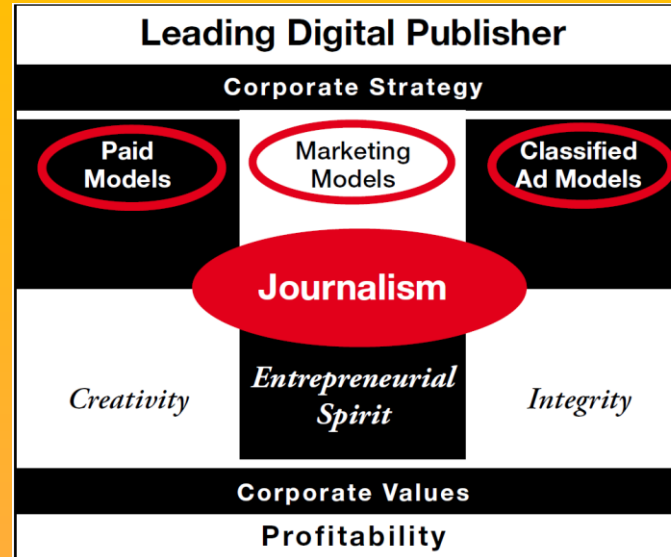 Leading Digital Publisher
Corporate Strategy
Paid
Models
Marketing
Models
Classified
Ad Models
Journalism
Creativity
Entrepreneurial
Spirit
Integrity
Corporate Values
Profitability